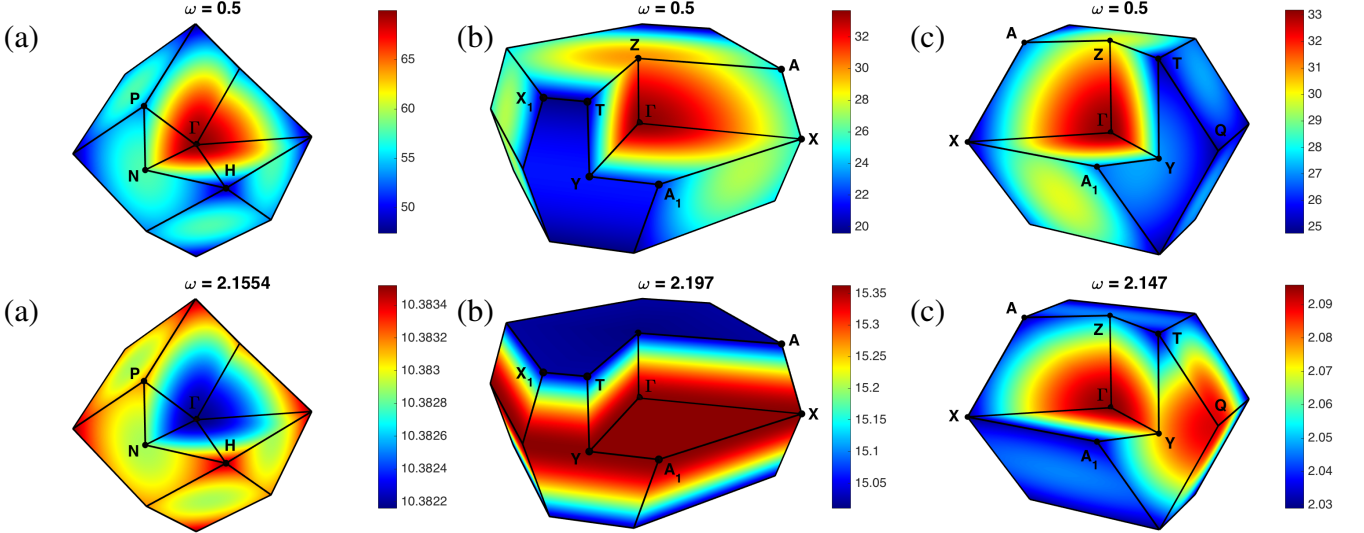 ω = 0.5
(a)
P
Γ
N
H
65
60
55
50
ω = 0.5
(b)
Z
A
X1
T
Γ
X
Y
A1
32
30
28
26
24
22
20
ω = 0.5
(c)
A
Z
T
Γ
Q
X
Y
A1
33
32
31
30
29
28
27
26
25
ω = 2.1554
(a)
P
Γ
N
H
10.3834
10.3832
10.383
10.3828
10.3826
10.3824
10.3822
ω = 2.197
(b)
A
X1
T
Γ
X
Y
A1
15.35
15.3
15.25
15.2
15.15
15.1
15.05
ω = 2.147
(c)
A
Z
T
Γ
Q
X
Y
A1
2.09
2.08
2.07
2.06
2.05
2.04
2.03